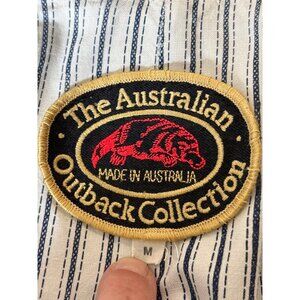 · The Australian ·
MADE IN AUSTRALIA
Outback Collection
M